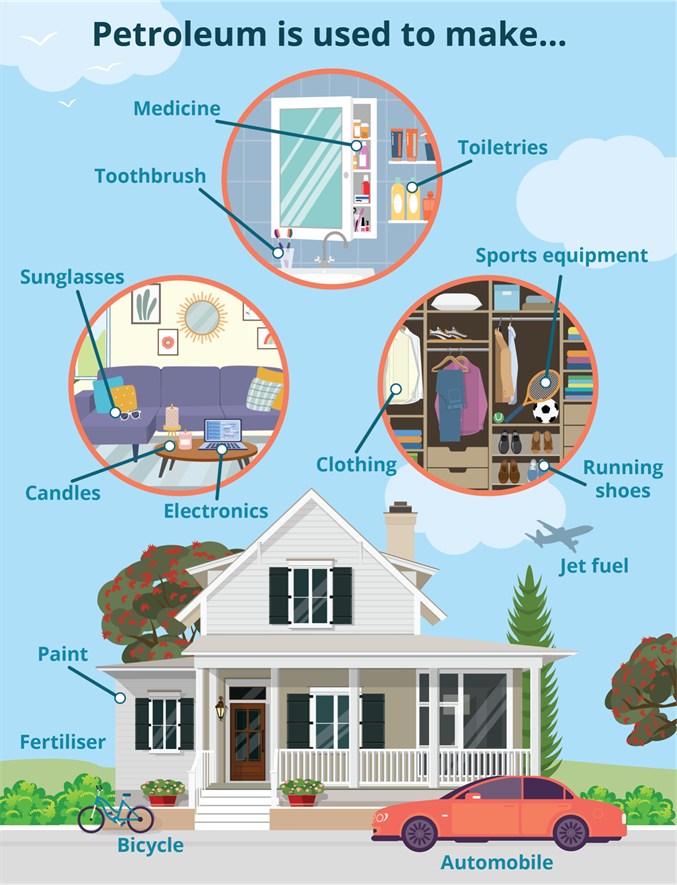 Petroleum is used to make...
Medicine
Toiletries
Toothbrush
Sports equipment
Sunglasses
Clothing
Running
shoes
Candles
Electronics
Jet fuel
Paint
Fertiliser
Bicycle
Automobile